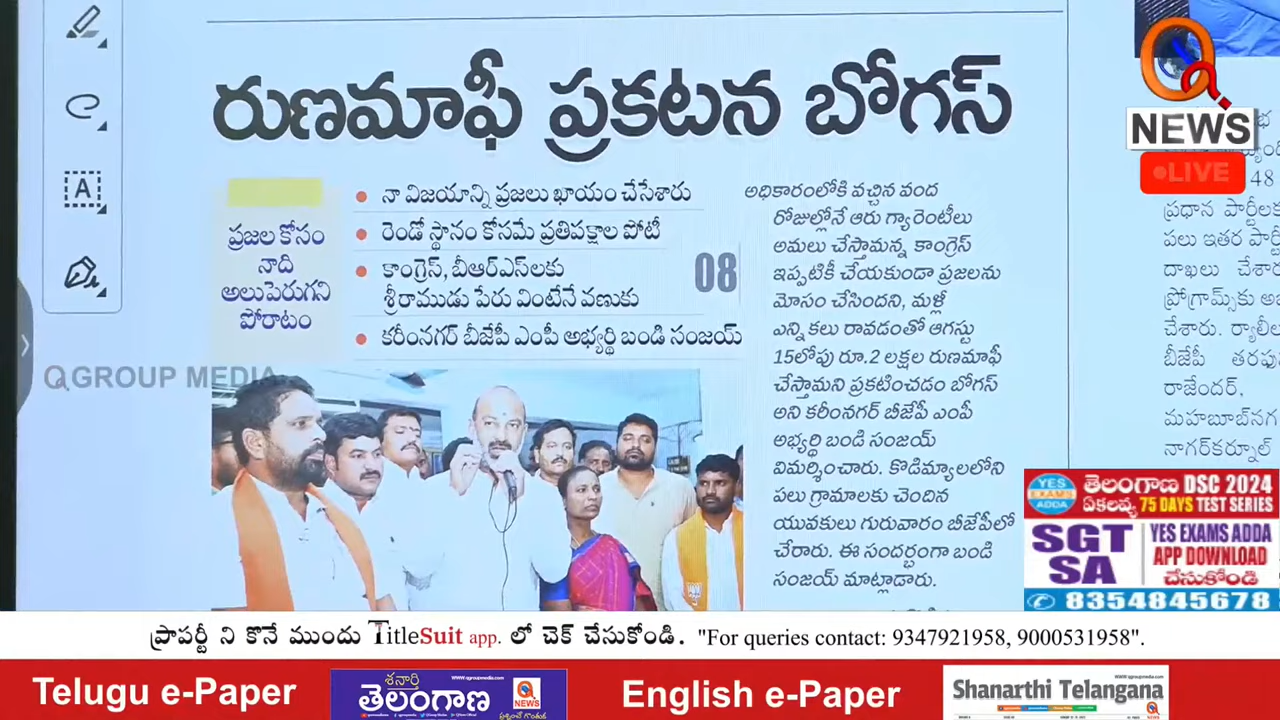 రుణమాఫీ ప్రకటన బోగస్
ప్రజల కోసం
నాది
అలుపెరుగని
పోరాటం
• నా విజయాన్ని ప్రజలు ఖాయం చేసేశారు
• రెండో స్థానం కోసమే ప్రతిపక్షాల పోటీ
• కాంగ్రెస్, బీఆర్ఎస్‌లకు
శ్రీరాముడు పేరు వింటేనే వణుకు
• కరీంనగర్ బీజేపీ ఎంపీ అభ్యర్థి బండి సంజయ్
08
అధికారంలోకి వచ్చిన వంద
రోజుల్లోనే ఆరు గ్యారెంటీలు
అమలు చేస్తామన్న కాంగ్రెస్
ఇప్పటికీ చేయకుండా ప్రజలను
మోసం చేసిందని, మళ్లీ
ఎన్ని కలు రావడంతో ఆగస్టు
15లోపు రూ.2 లక్షల రుణమాఫీ
చేస్తామని ప్రకటించడం బోగస్
అని కరీంనగర్ బీజేపీ ఎంపీ
అభ్యర్థి బండి సంజయ్
విమర్శించారు. కొడిమ్యాలలోని
పలు గ్రామాలకు చెందిన
యువకులు గురువారం బీజేపీలో
చేరారు. ఈ సందర్భంగా బండి
సంజయ్ మాట్లాడారు.
Q NEWS
LIVE
48
ప్రధాన పార్టీలకు
పలు ఇతర పార్టీ
దాఖలు చేశార
ప్రోగ్రామ్స్‌కు అ
చేశారు. ర్యాలీల
బీజేపీ తరఫు
రాజేందర్,
మహబూబ్‌నగ
నాగర్‌కర్నూల్
QGROUP MEDIA
A
YES EXAMS ADDA
తెలంగాణ DSC 2024
ఏకలవ్య 75 DAYS TEST SERIES
SGT
SA
YES EXAMS ADDA
APP DOWNLOAD
చేసుకోండి
8354845678
ప్రాపర్టీ ని కొనే ముందు TitleSuit app. లో చెక్ చేసుకోండి. "For queries contact: 9347921958, 9000531958".
Telugu e-Paper
శనార్తి
తెలంగాణ
Q NEWS
www.qgroupmedia.com
English e-Paper
Shanarthi Telangana